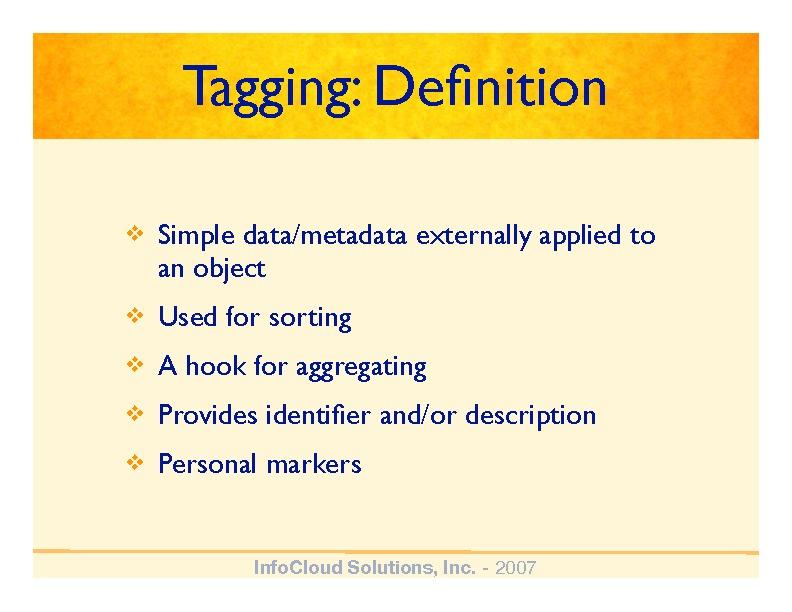 Tagging: Definition
❖ Simple data/metadata externally applied to
an object
❖ Used for sorting
❖ A hook for aggregating
❖ Provides identifier and/or description
❖ Personal markers
InfoCloud Solutions, Inc. - 2007